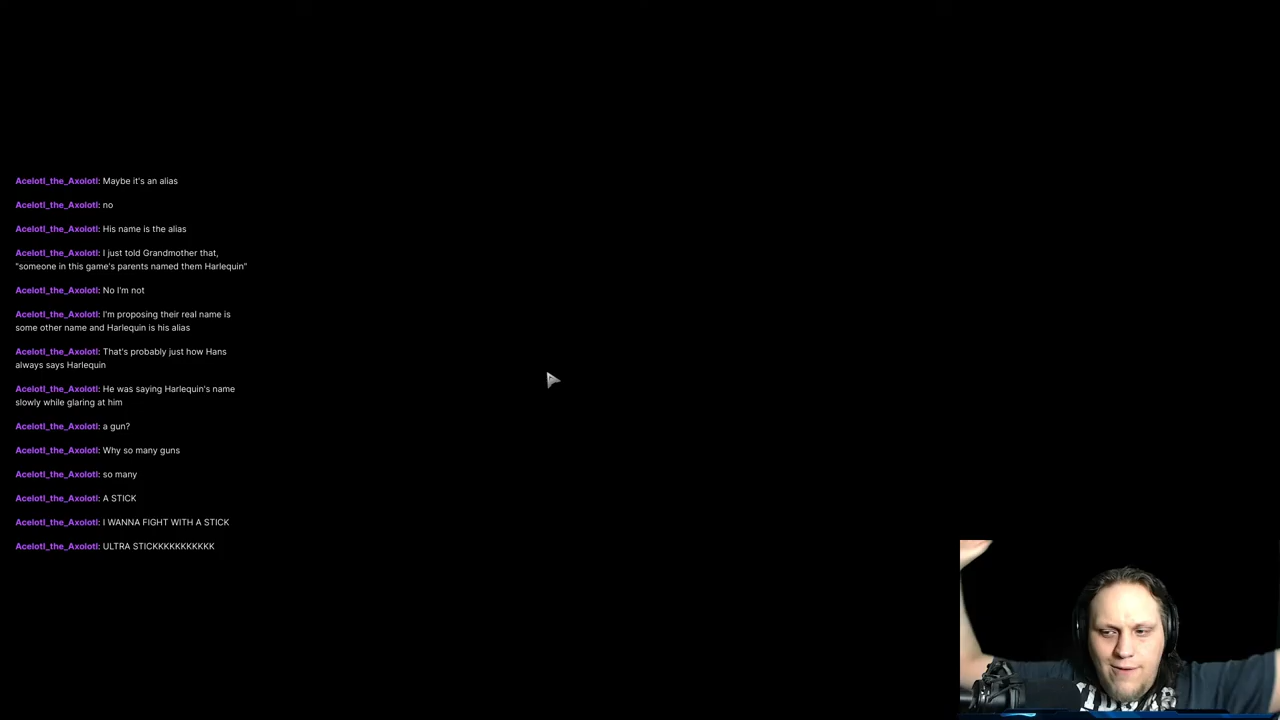 Acelotl_the_Axolotl: Maybe it's an alias
Acelotl_the_Axolotl: no
Acelotl_the_Axolotl: His name is the alias
Acelotl_the_Axolotl: I just told Grandmother that,
"someone in this game's parents named them Harlequin"
Acelotl_the_Axolotl: No I'm not
Acelotl_the_Axolotl: I'm proposing their real name is
some other name and Harlequin is his alias
Acelotl_the_Axolotl: That's probably just how Hans
always says Harlequin
Acelotl_the_Axolotl: He was saying Harlequin's name
slowly while glaring at him
Acelotl_the_Axolotl: a gun?
Acelotl_the_Axolotl: Why so many guns
Acelotl_the_Axolotl: so many
Acelotl_the_Axolotl: A STICK
Acelotl_the_Axolotl: I WANNA FIGHT WITH A STICK
Acelotl_the_Axolotl: ULTRA STICKKKKKKKKKKK